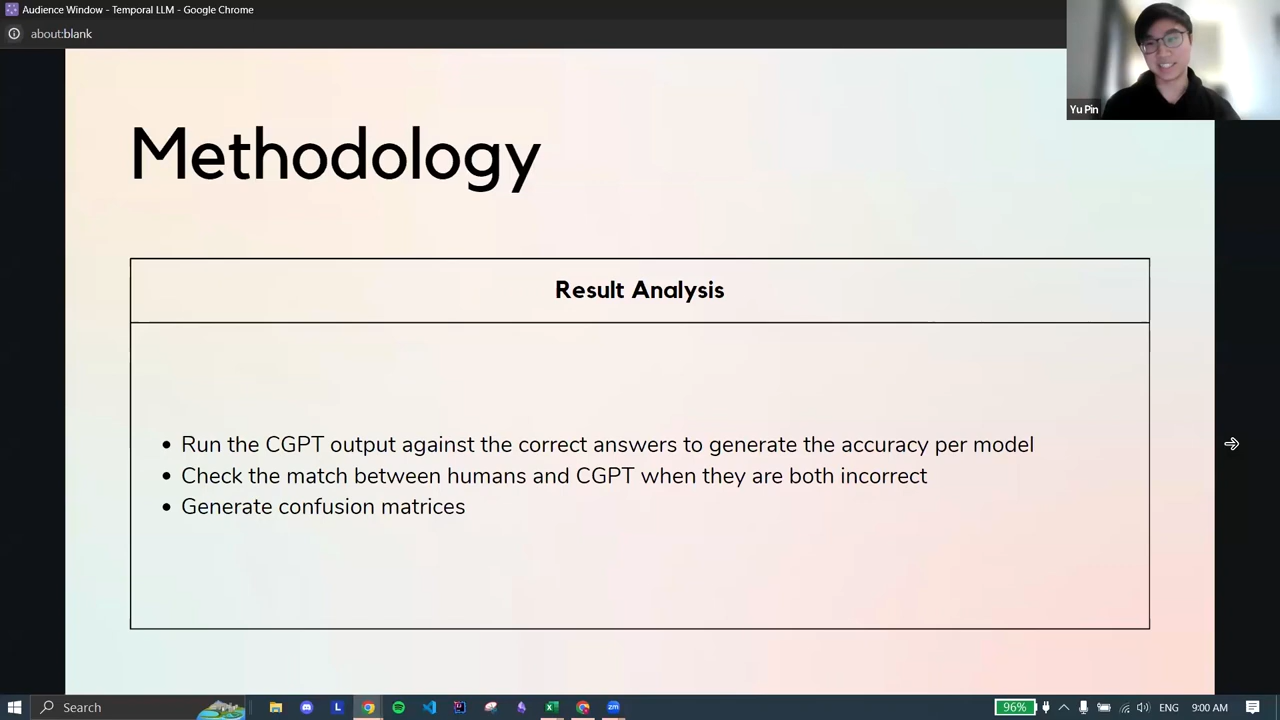 Audience Window - Temporal LLM - Google Chrome
about:blank
Yu Pin
Methodology
Result Analysis
• Run the CGPT output against the correct answers to generate the accuracy per model
• Check the match between humans and CGPT when they are both incorrect
• Generate confusion matrices
Search
L
zm
96%
ENG
9:00 AM